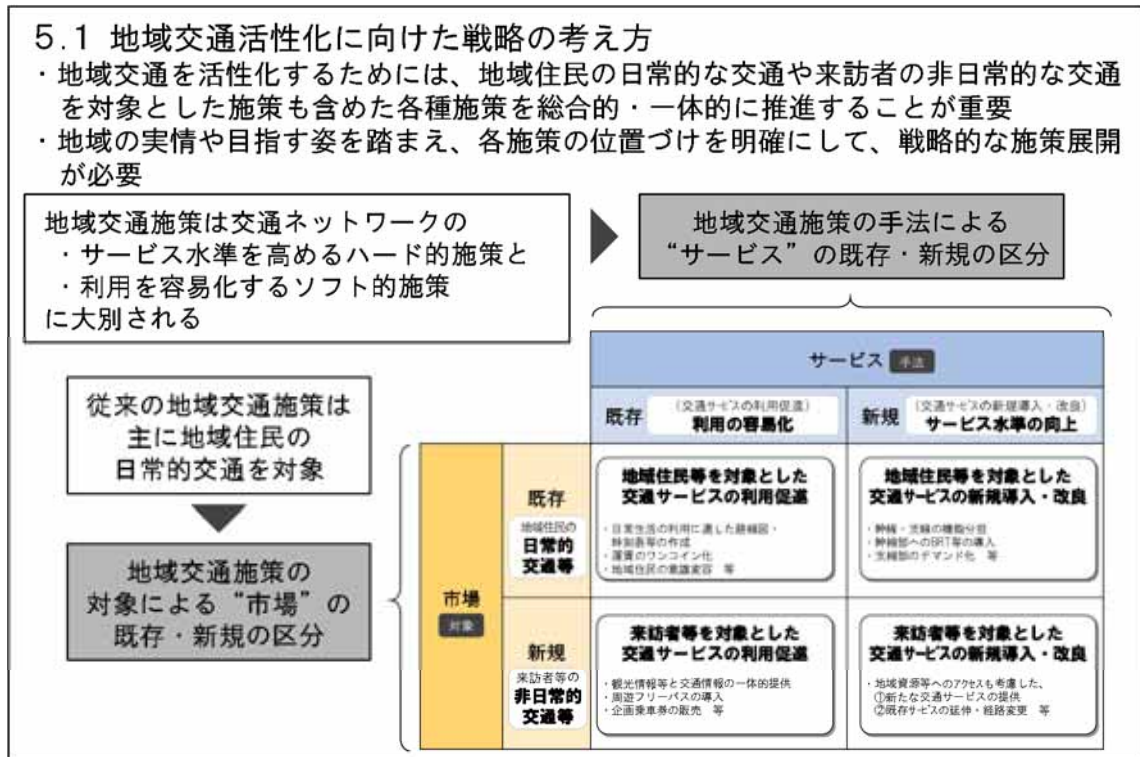 5.1 地域交通活性化に向けた戦略の考え方
・地域交通を活性化するためには、地域住民の日常的な交通や来訪者の非日常的な交通
を対象とした施策も含めた各種施策を総合的・一体的に推進することが重要
・地域の実情や目指す姿を踏まえ、各施策の位置づけを明確にして、戦略的な施策展開
が必要
地域交通施策は交通ネットワークの
・サービス水準を高めるハード的施策と
・利用を容易化するソフト的施策
に大別される
地域交通施策の手法による
“サービス”の既存・新規の区分
従来の地域交通施策は
主に地域住民の
日常的交通を対象
地域交通施策の
対象による“市場”の
既存・新規の区分
サービス 手法
既存
(交通サービスの利用促進)
利用の容易化
新規
(交通サービスの新規導入・改良)
サービス水準の向上
市場
対象
既存
地域住民の
日常的
交通等
地域住民等を対象とした
交通サービスの利用促進
・日常生活の利用に適した路線図・
時刻表等の作成
・運賃のワンコイン化
・地域住民の意識変容 等
地域住民等を対象とした
交通サービスの新規導入・改良
・幹線・支線の機能分担
・幹線部へのBRT等の導入
・支線部のデマンド化 等
新規
来訪者等の
非日常的
交通等
来訪者等を対象とした
交通サービスの利用促進
・観光情報等と交通情報の一体的提供
・周遊フリーパスの導入
・企画乗車券の販売 等
来訪者等を対象とした
交通サービスの新規導入・改良
・地域資源等へのアクセスも考慮した、
①新たな交通サービスの提供
②既存サービスの延伸・経路変更 等